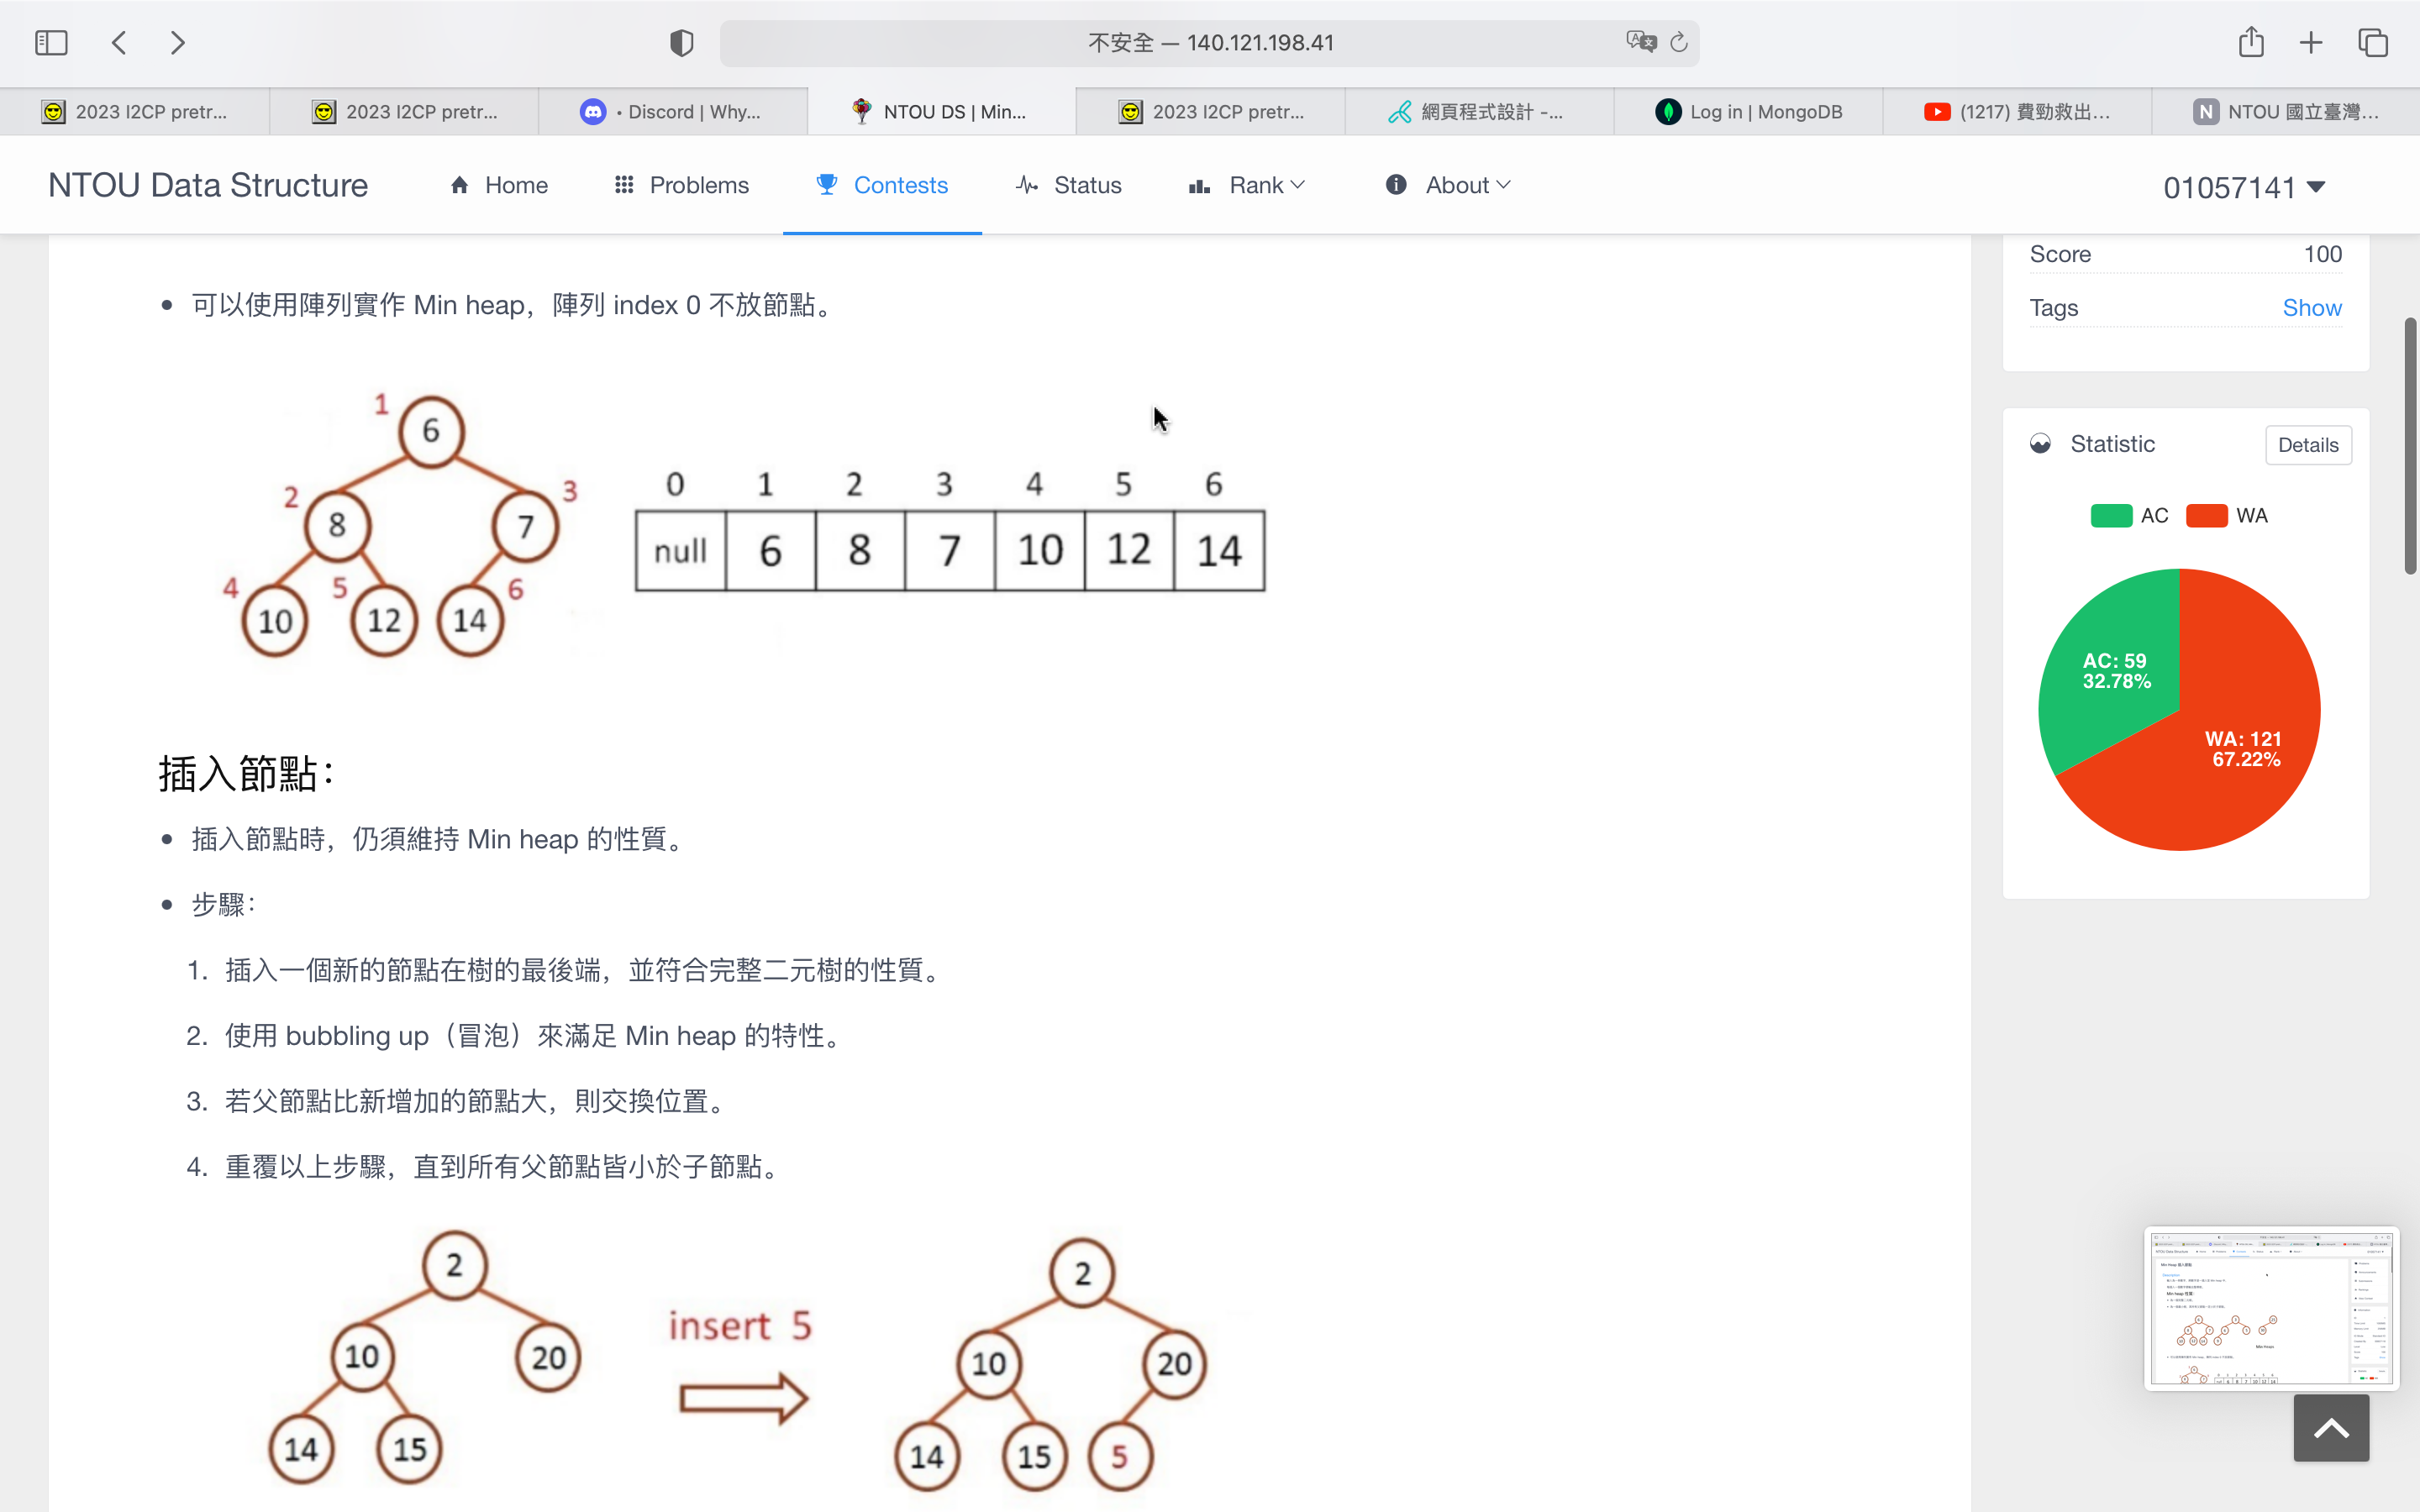 不安全 — 140.121.198.41
2023 I2CP pretr...
2023 I2CP pretr...
• Discord | Why...
NTOU DS | Min...
2023 I2CP pretr...
網頁程式設計 -...
Log in | MongoDB
(1217) 費勁救出...
N NTOU 國立臺灣...
NTOU Data Structure
Home
Problems
Contests
Status
Rank
About
01057141
Score 100
Tags Show
• 可以使用陣列實作 Min heap，陣列 index 0 不放節點。
1
6
2
3
8
7
4
5
6
10
12
14
0 1 2 3 4 5 6
null 6 8 7 10 12 14
Statistic
Details
AC WA
AC: 59
32.78%
WA: 121
67.22%
插入節點：
• 插入節點時，仍須維持 Min heap 的性質。
• 步驟：
1. 插入一個新的節點在樹的最後端，並符合完整二元樹的性質。
2. 使用 bubbling up（冒泡）來滿足 Min heap 的特性。
3. 若父節點比新增加的節點大，則交換位置。
4. 重覆以上步驟，直到所有父節點皆小於子節點。
2
10
20
14
15
insert 5
2
10
20
14
15
5